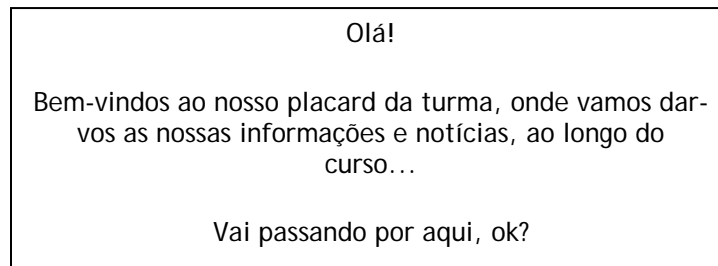 Olá!
Bem-vindos ao nosso placard da turma, onde vamos dar-
vos as nossas informações e notícias, ao longo do
curso...
Vai passando por aqui, ok?